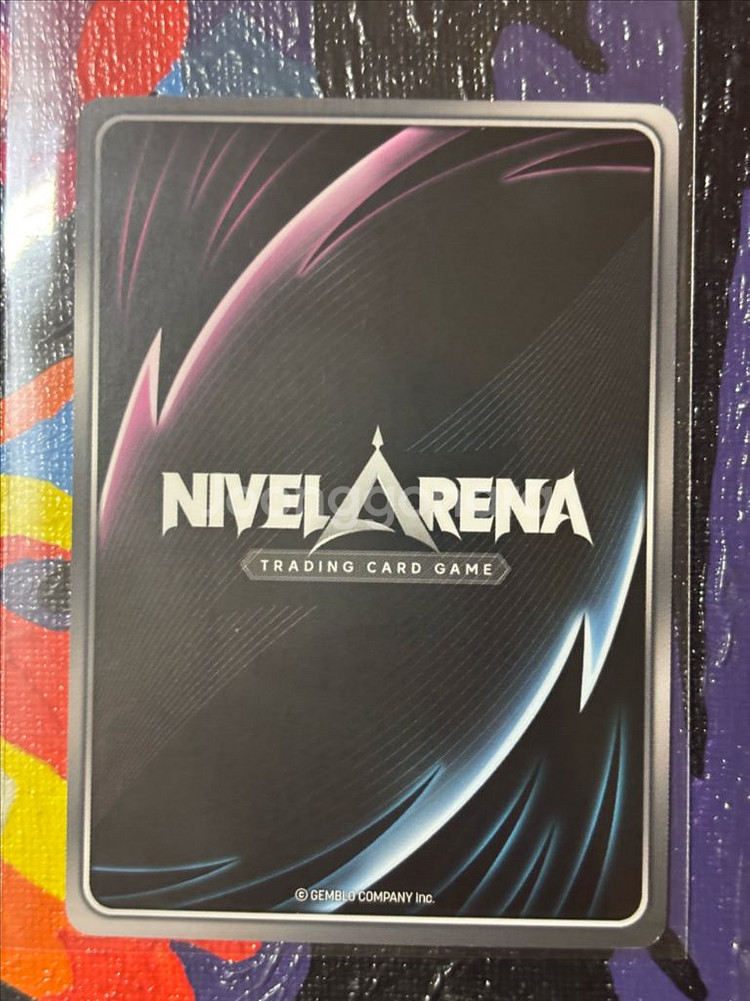 NIVEL ARENA
TRADING CARD GAME
© GEMBLO COMPANY Inc.